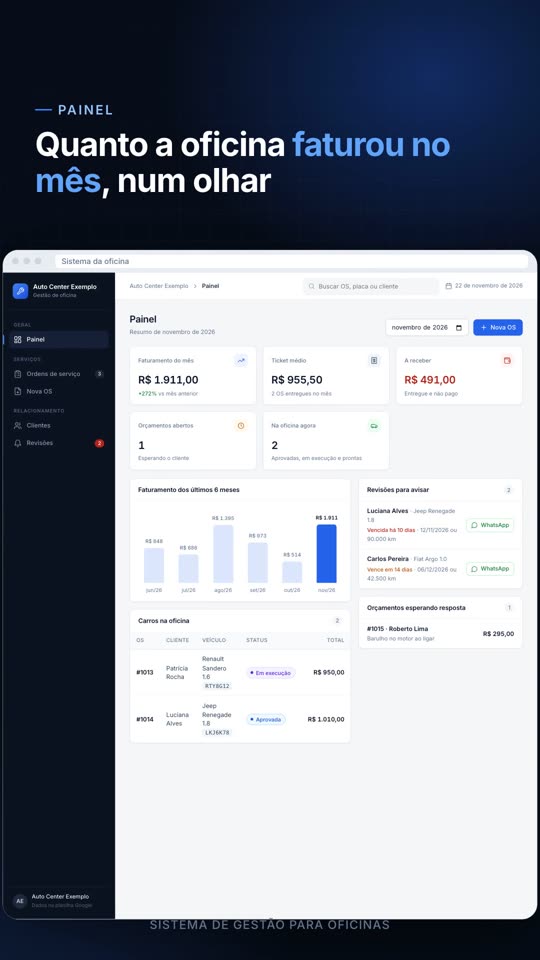 PAINEL
Quanto a oficina faturou no
mês, num olhar
Sistema da oficina
Auto Center Exemplo
Gestão de oficina
GERAL
Painel
SERVIÇOS
Ordens de serviço 3
Nova OS
RELACIONAMENTO
Clientes
Revisões 2
AE
Auto Center Exemplo
Dados na planilha Google
Auto Center Exemplo › Painel
Buscar OS, placa ou cliente
22 de novembro de 2026
Painel
Resumo de novembro de 2026
novembro de 2026
+ Nova OS
Faturamento do mês
R$ 1.911,00
+272% vs mês anterior
Ticket médio
R$ 955,50
2 OS entregues no mês
A receber
R$ 491,00
Entregue e não pago
Orçamentos abertos
1
Esperando o cliente
Na oficina agora
2
Aprovadas, em execução e prontas
Faturamento dos últimos 6 meses
R$ 648
R$ 686
R$ 1.395
R$ 973
R$ 514
R$ 1.911
jun/26
jul/26
ago/26
set/26
out/26
nov/26
Revisões para avisar 2
Luciana Alves · Jeep Renegade
1.8
Vencida há 10 dias · 12/11/2026 ou
90.000 km
WhatsApp
Carlos Pereira · Fiat Argo 1.0
Vence em 14 dias · 06/12/2026 ou
42.500 km
WhatsApp
Orçamentos esperando resposta 1
#1015 · Roberto Lima
Barulho no motor ao ligar
R$ 295,00
Carros na oficina 2
OS CLIENTE VEÍCULO STATUS TOTAL
#1013
Patrícia
Rocha
Renault
Sandero
1.6
RTY8G12
Em execução
R$ 950,00
#1014
Luciana
Alves
Jeep
Renegade
1.8
LKJ6K78
Aprovada
R$ 1.010,00
SISTEMA DE GESTÃO PARA OFICINAS